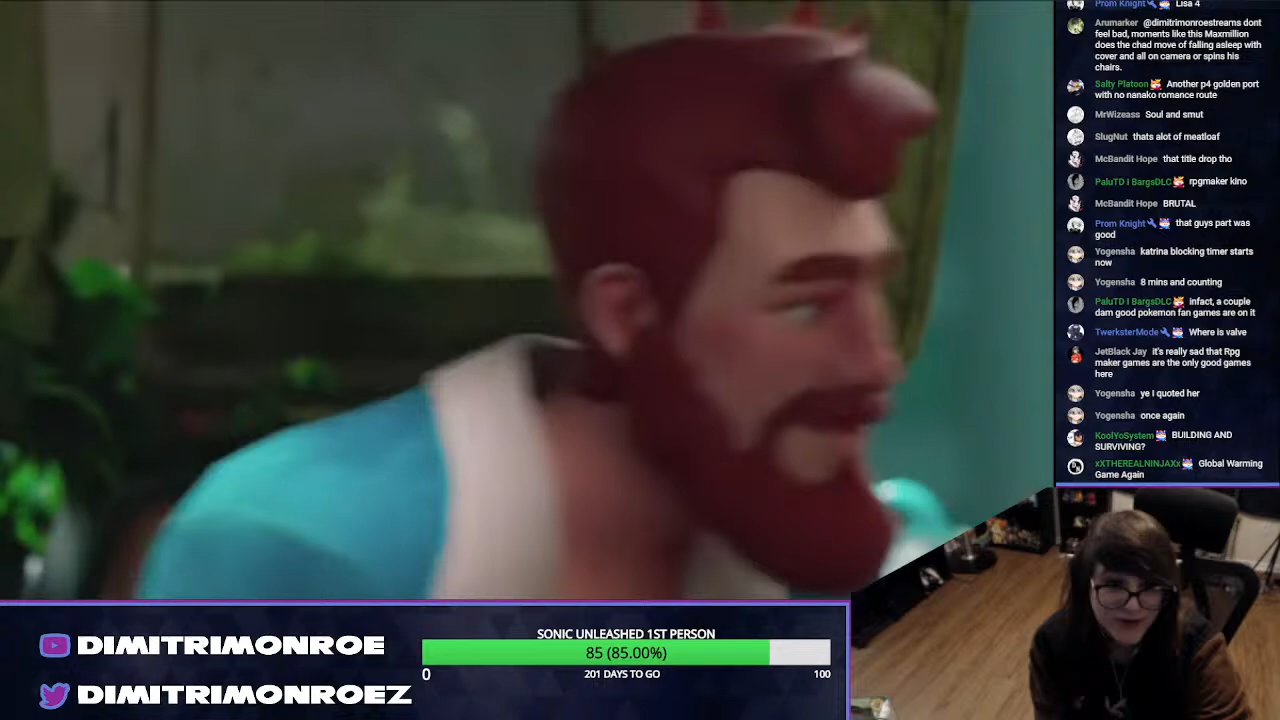 Prom Knight Lisa 4
Arumarker @dimitrimonroestreams dont
feel bad, moments like this Maxmillion
does the chad move of falling asleep with
cover and all on camera or spins his
chairs.
Salty Platoon Another p4 golden port
with no nanako romance route
MrWizeass Soul and smut
SlugNut thats alot of meatloaf
McBandit Hope that title drop tho
PaluTD I BargsDLC rpgmaker kino
McBandit Hope BRUTAL
Prom Knight that guys part was
good
Yogensha katrina blocking timer starts
now
Yogensha 8 mins and counting
PaluTD I BargsDLC infact, a couple
dam good pokemon fan games are on it
TwerksterMode Where is valve
JetBlack Jay it's really sad that Rpg
maker games are the only good games
here
Yogensha ye I quoted her
Yogensha once again
KoolYoSystem BUILDING AND
SURVIVING?
xXTHEREALNINJAXx Global Warming
Game Again
DIMITRIMONROE
DIMITRIMONROEZ
SONIC UNLEASHED 1ST PERSON
85 (85.00%)
0 201 DAYS TO GO 100